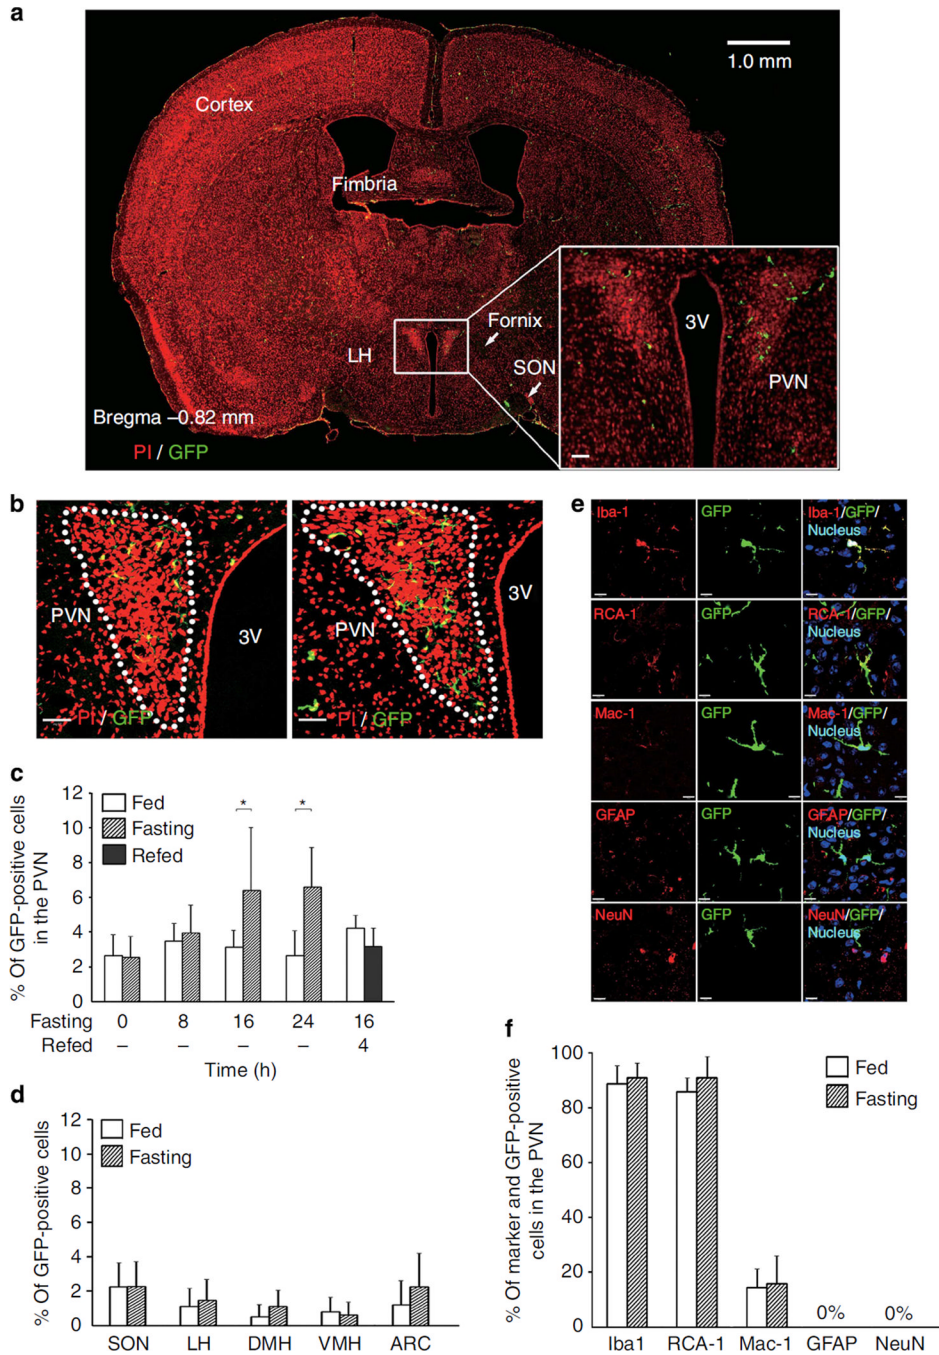 a
1.0 mm
Cortex
Fimbria
Fornix
LH
SON
3V
PVN
Bregma –0.82 mm
PI / GFP
b
PVN
3V
PI / GFP
PVN
3V
PI / GFP
c
% Of GFP-positive cells
in the PVN
12
10
8
6
4
2
0
Fed
Fasting
Refed
*
*
Fasting 0 8 16 24 16
Refed – – – – 4
Time (h)
d
% Of GFP-positive cells
12
10
8
6
4
2
0
Fed
Fasting
SON LH DMH VMH ARC
e
Iba-1
GFP
Iba-1/GFP/
Nucleus
RCA-1
GFP
RCA-1/GFP/
Nucleus
Mac-1
GFP
Mac-1/GFP/
Nucleus
GFAP
GFP
GFAP/GFP/
Nucleus
NeuN
GFP
NeuN/GFP/
Nucleus
f
% Of marker and GFP-positive
cells in the PVN
100
80
60
40
20
0
Fed
Fasting
0% 0%
Iba1 RCA-1 Mac-1 GFAP NeuN